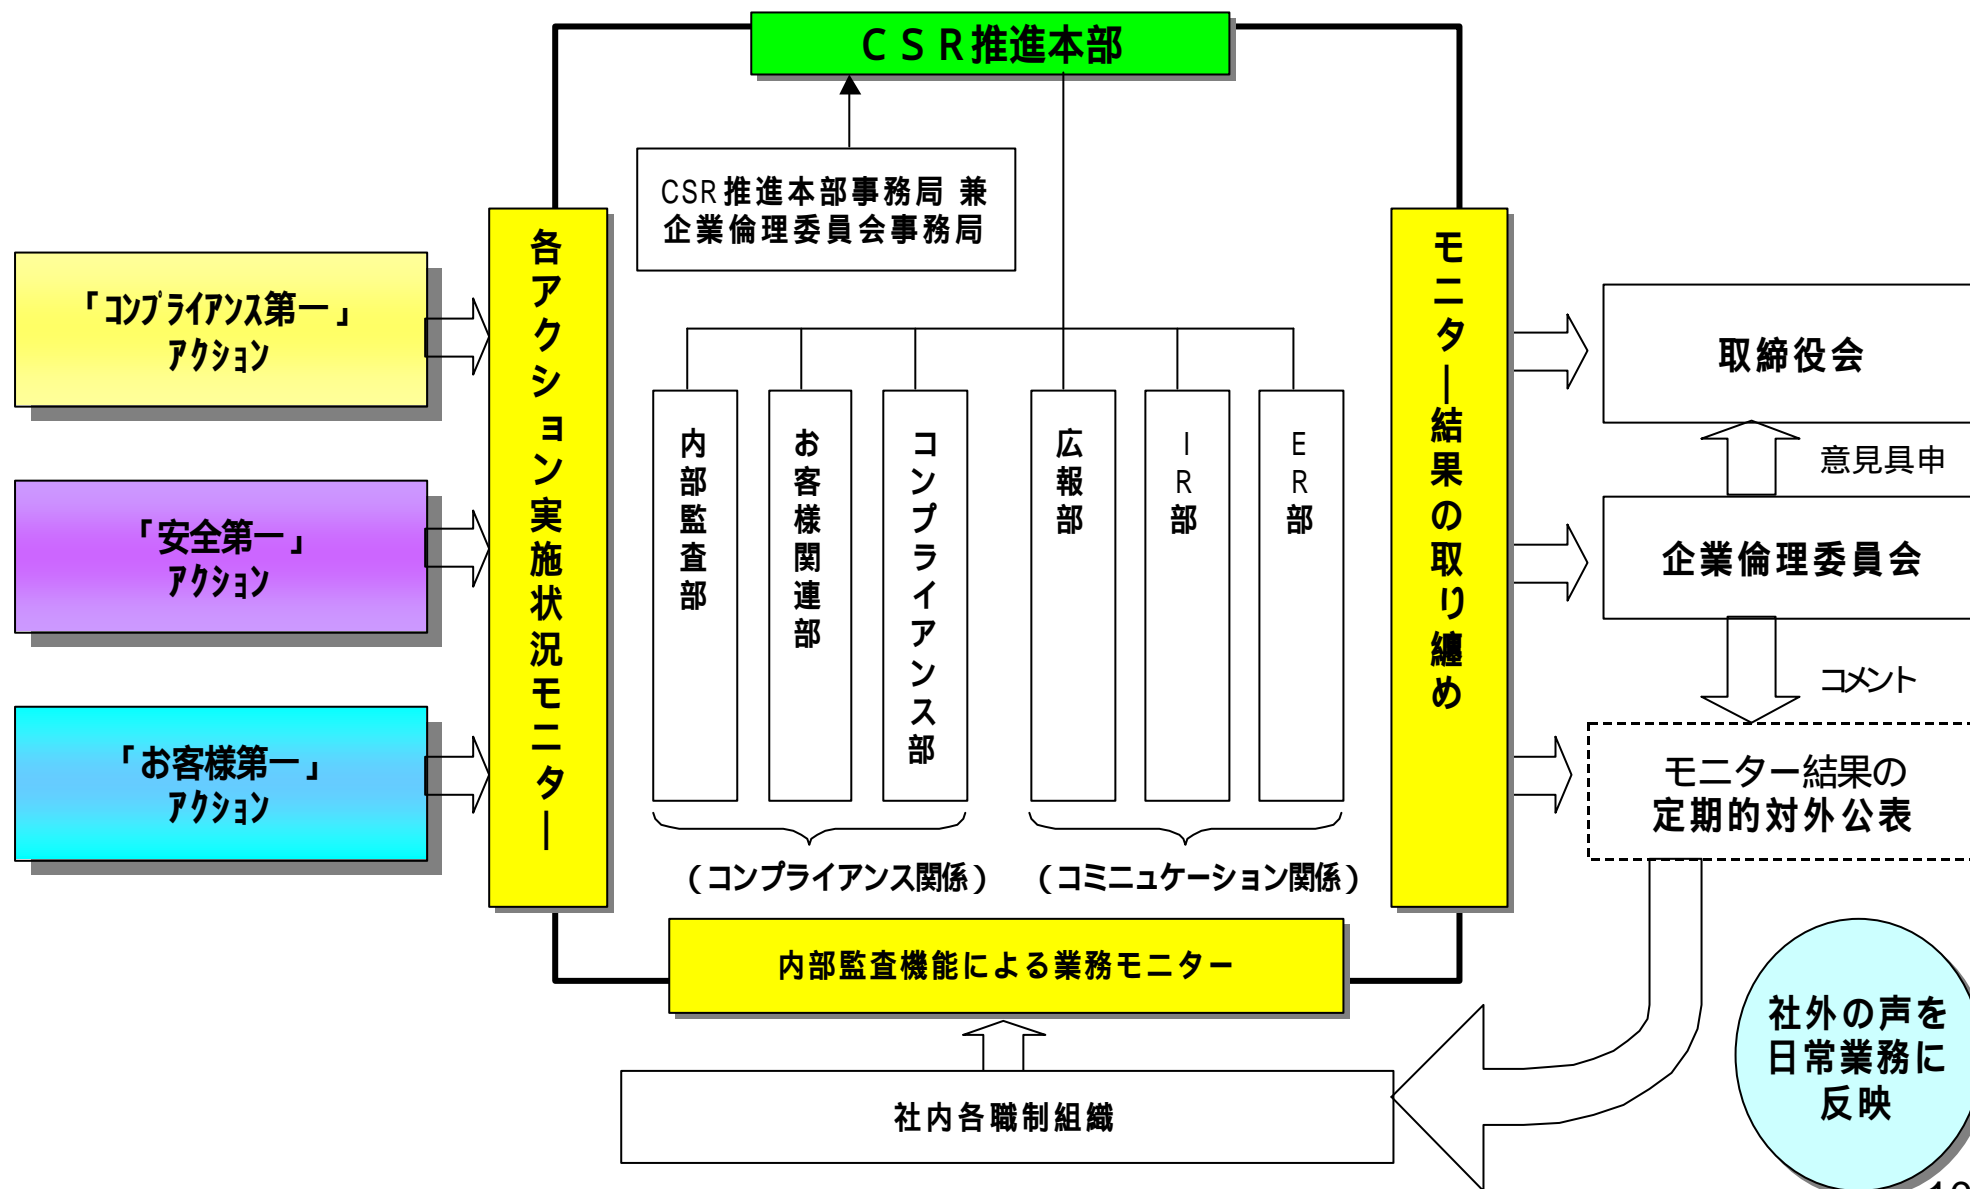 ＣＳＲ推進本部
CSR推進本部事務局 兼
企業倫理委員会事務局
「コンプライアンス第一」
アクション
「安全第一」
アクション
「お客様第一」
アクション
各アクション実施状況モニター
内部監査部
お客様関連部
コンプライアンス部
広報部
ＩＲ部
ＥＲ部
（コンプライアンス関係）
（コミニュケーション関係）
内部監査機能による業務モニター
社内各職制組織
モニター結果の取り纏め
取締役会
意見具申
企業倫理委員会
コメント
モニター結果の
定期的対外公表
社外の声を
日常業務に
反映